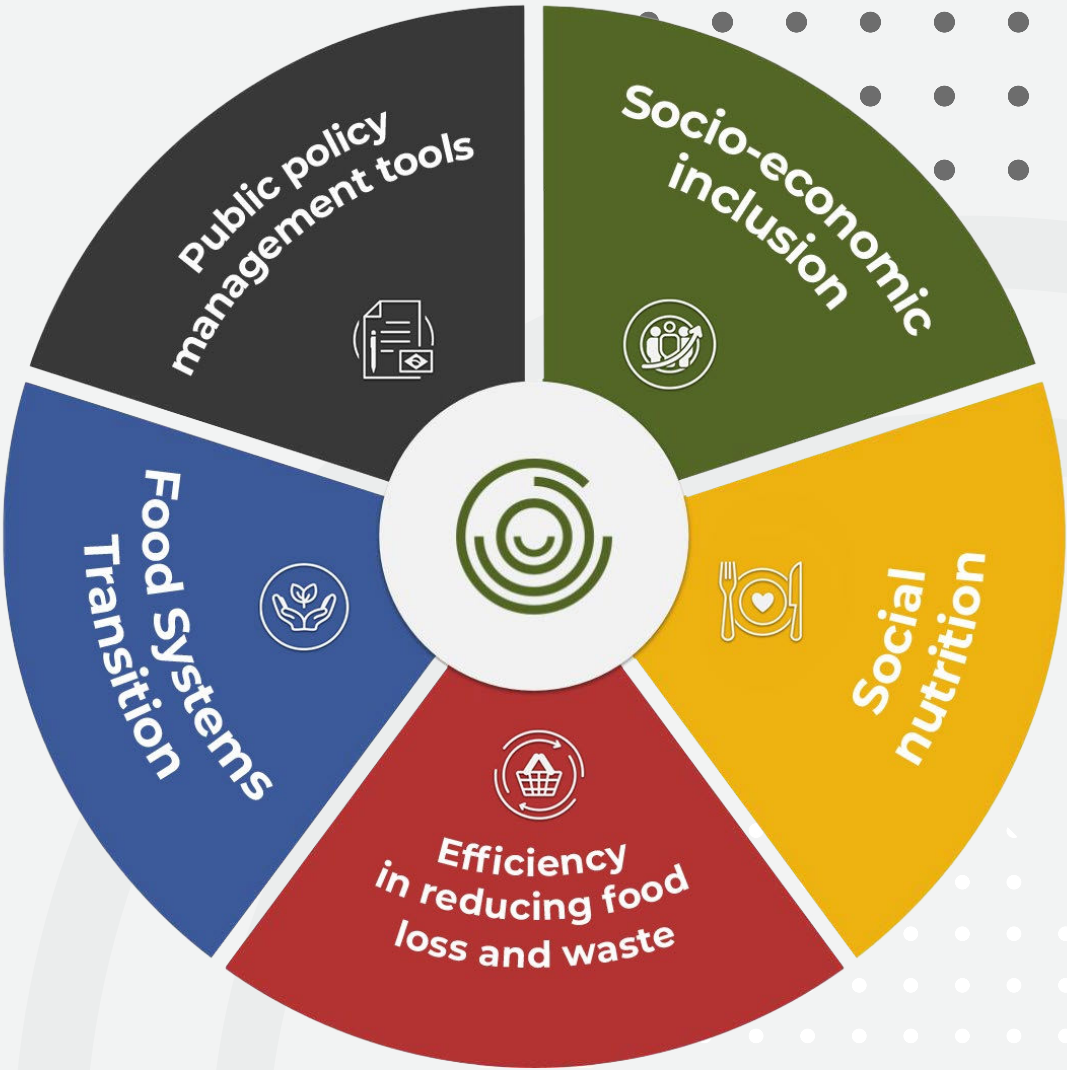 Public policy
management tools
Socio-economic
inclusion
Social
nutrition
Efficiency
in reducing food
loss and waste
Food Systems
Transition